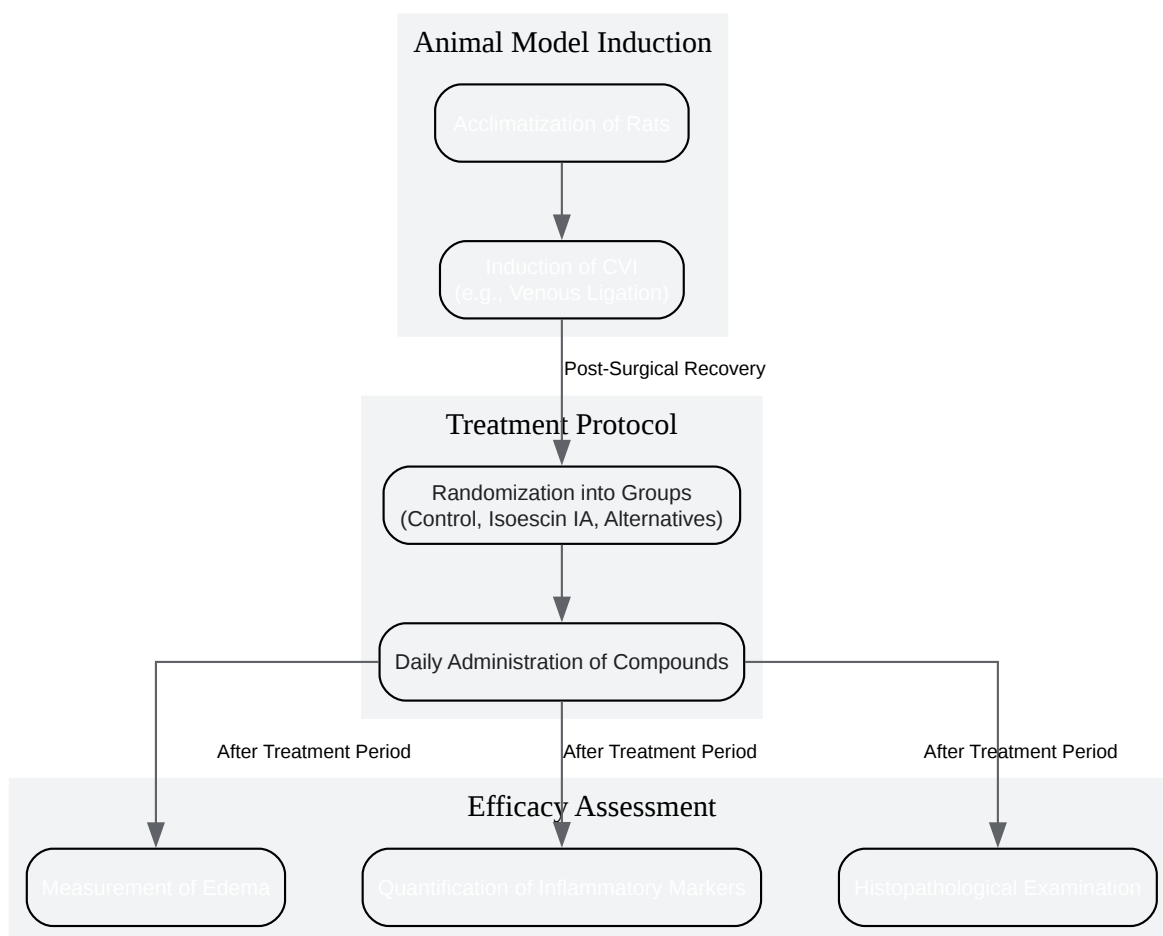 Animal Model Induction
Acclimatization of Rats
Induction of CVI
(e.g., Venous Ligation)
Post-Surgical Recovery
Treatment Protocol
Randomization into Groups
(Control, Isoescin IA, Alternatives)
Daily Administration of Compounds
After Treatment Period
After Treatment Period
After Treatment Period
Efficacy Assessment
Measurement of Edema
Quantification of Inflammatory Markers
Histopathological Examination